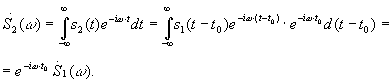 Ṡ₂(ω) = ∫_{-∞}^{∞} s₂(t)e^{-iω·t}dt = ∫_{-∞}^{∞} s₁(t-t₀)e^{-iω·(t-t₀)}·e^{-iω·t₀}d(t-t₀) =
= e^{-iω·t₀} Ṡ₁(ω).